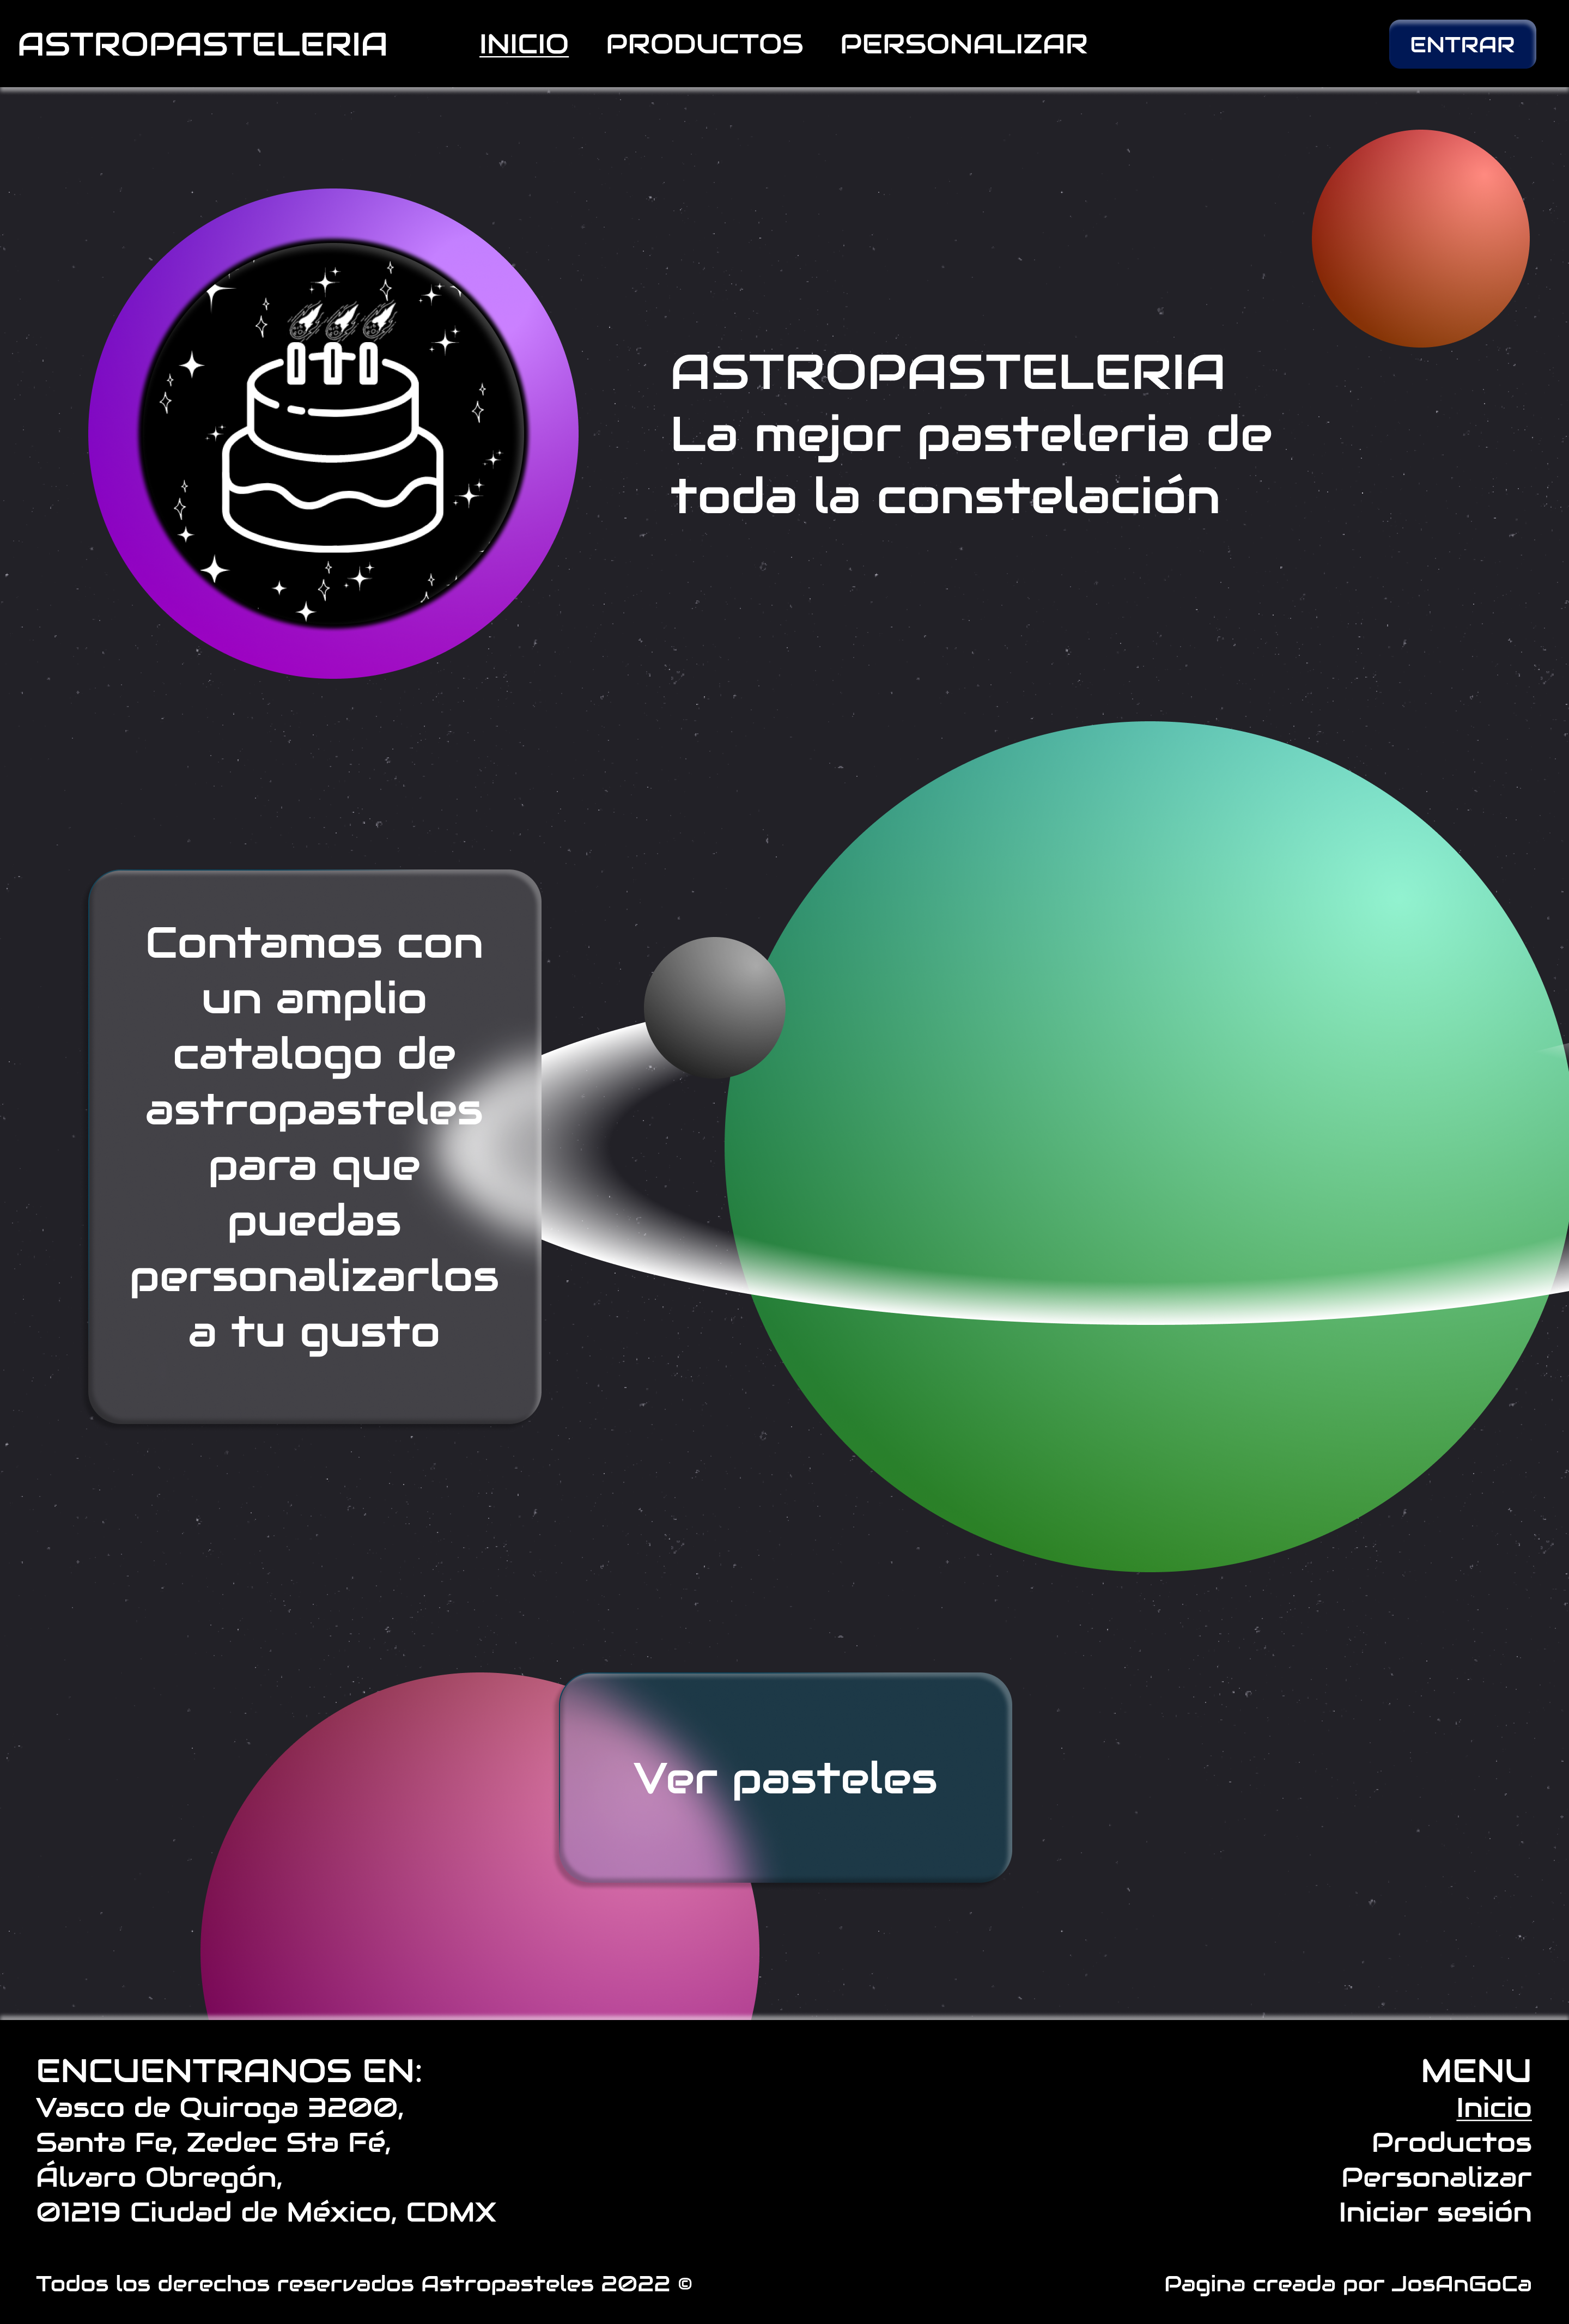 ASTROPASTELERIA
INICIO PRODUCTOS PERSONALIZAR
ENTRAR
ASTROPASTELERIA
La mejor pasteleria de
toda la constelación
Contamos con
un amplio
catalogo de
astropasteles
para que
puedas
personalizarlos
a tu gusto
Ver pasteles
ENCUENTRANOS EN:
Vasco de Quiroga 3200,
Santa Fe, Zedec Sta Fé,
Álvaro Obregón,
01219 Ciudad de México, CDMX
MENU
Inicio
Productos
Personalizar
Iniciar sesión
Todos los derechos reservados Astropasteles 2022 ©
Pagina creada por JosAnGoCa